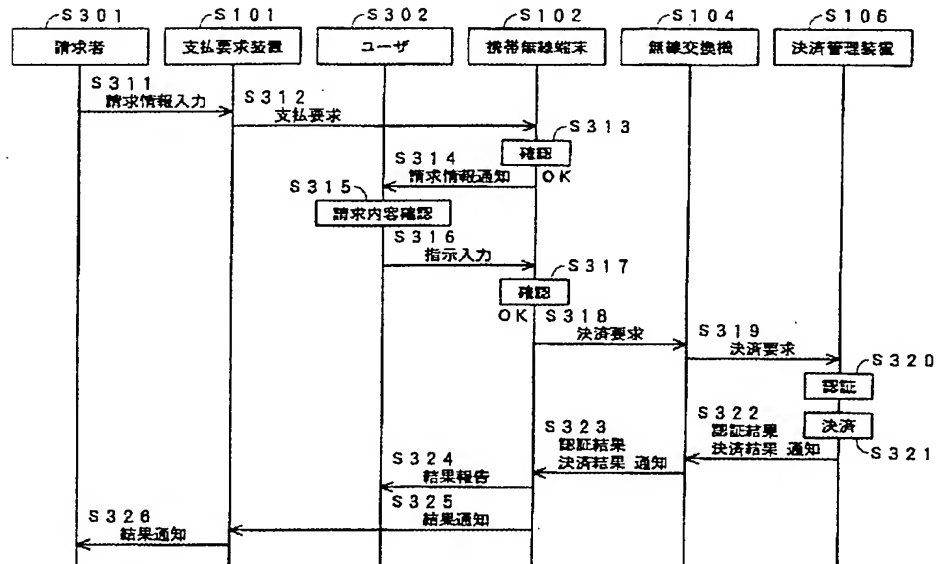 S301 S101 S302 S102 S104 S106
請求者 支払要求装置 ユーザ 携帯無線端末 無線交換機 決済管理装置
S311
請求情報入力
S312
支払要求
S313
確認
OK
S314
請求情報通知
S315
請求内容確認
S316
指示入力
S317
確認
OK S318
決済要求
S319
決済要求
S320
認証
決済
S321
S322
認証結果
決済結果 通知
S323
認証結果
決済結果 通知
S324
結果報告
S325
結果通知
S326
結果通知